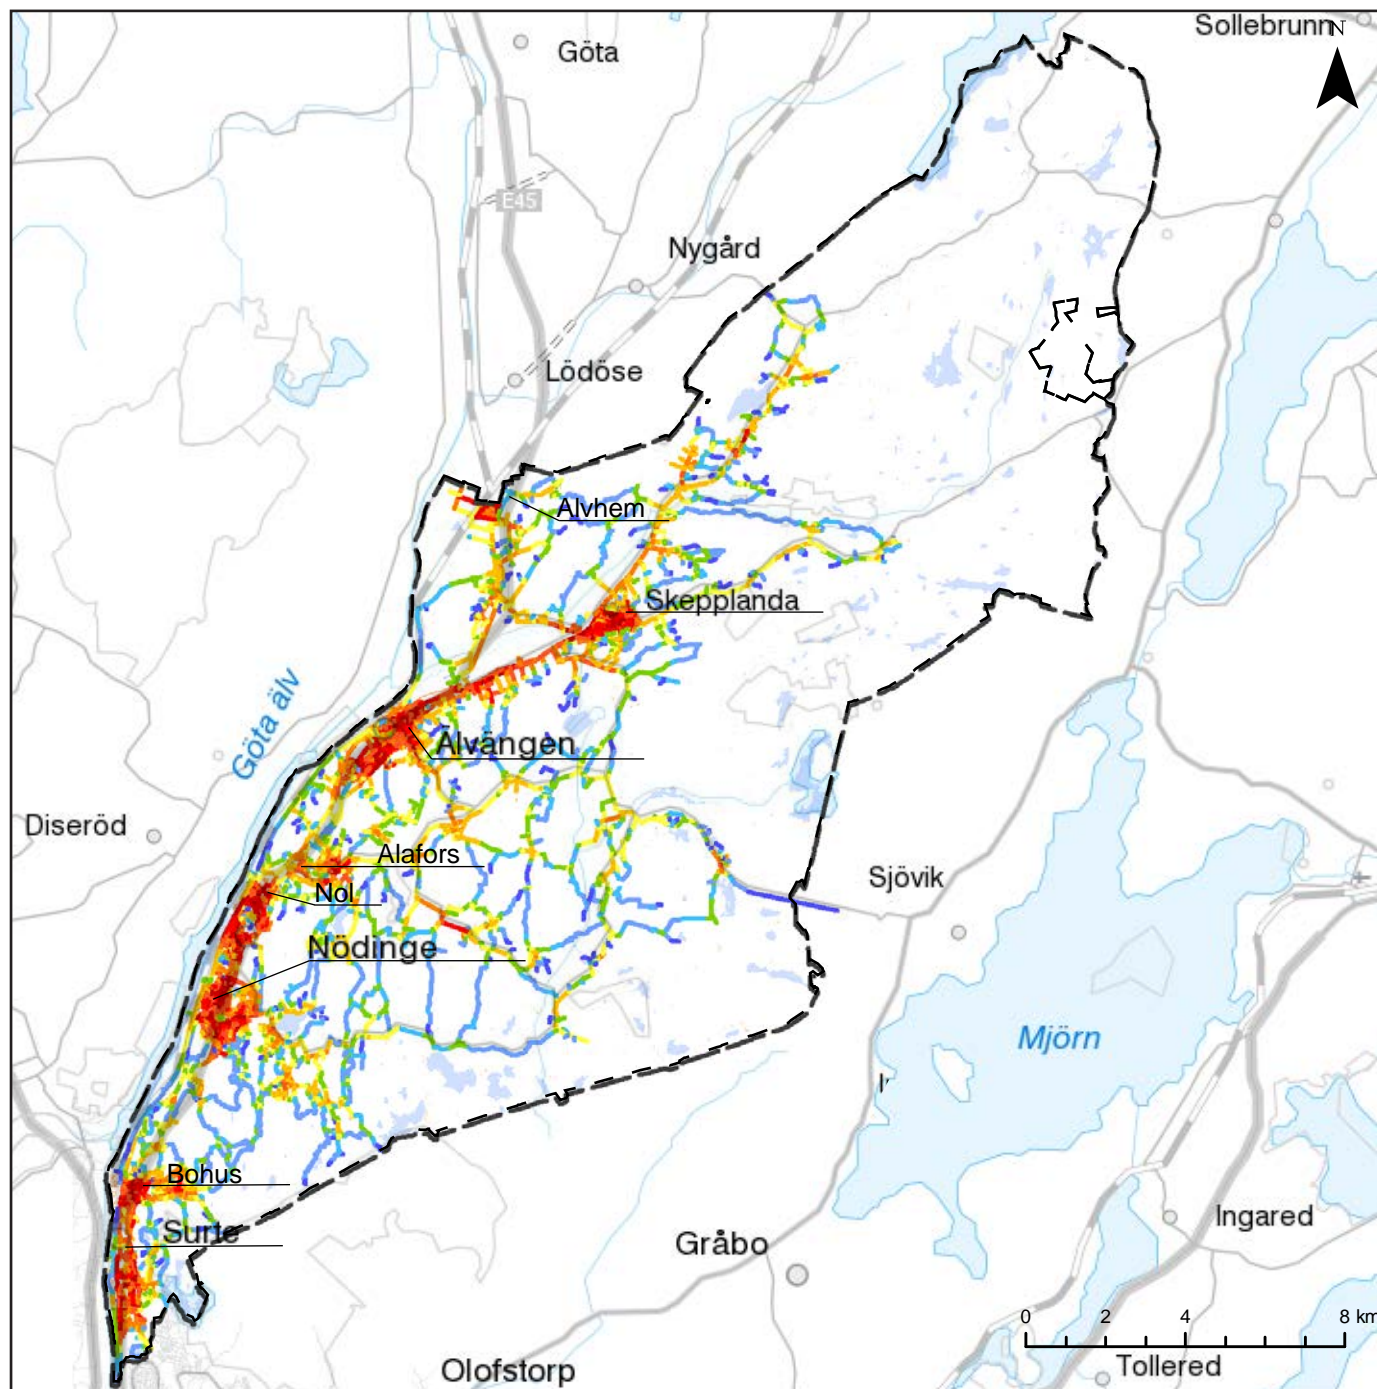 Sollebrunn
N
Göta
E45
Nygård
Lödöse
Alvhem
Skepplanda
Göta älv
Alvängen
Diseröd
Alafors
Sjövik
Nol
Nödinge
Mjörn
Bohus
Ingared
Surte
Gråbo
0 2 4 8 km
Tollered
Olofstorp